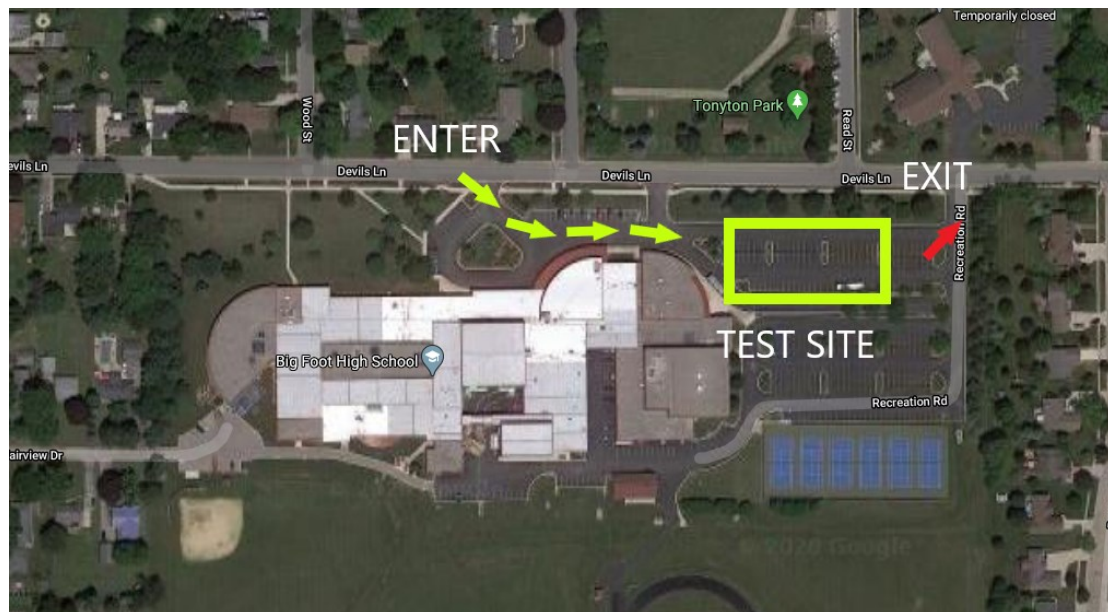 Temporarily closed
Tonyton Park
Wood St
Read St
ENTER
Devils Ln
Devils Ln
Devils Ln
evils Ln
EXIT
Recreation Rd
TEST SITE
Big Foot High School
Recreation Rd
airview Dr
© 2020 Google